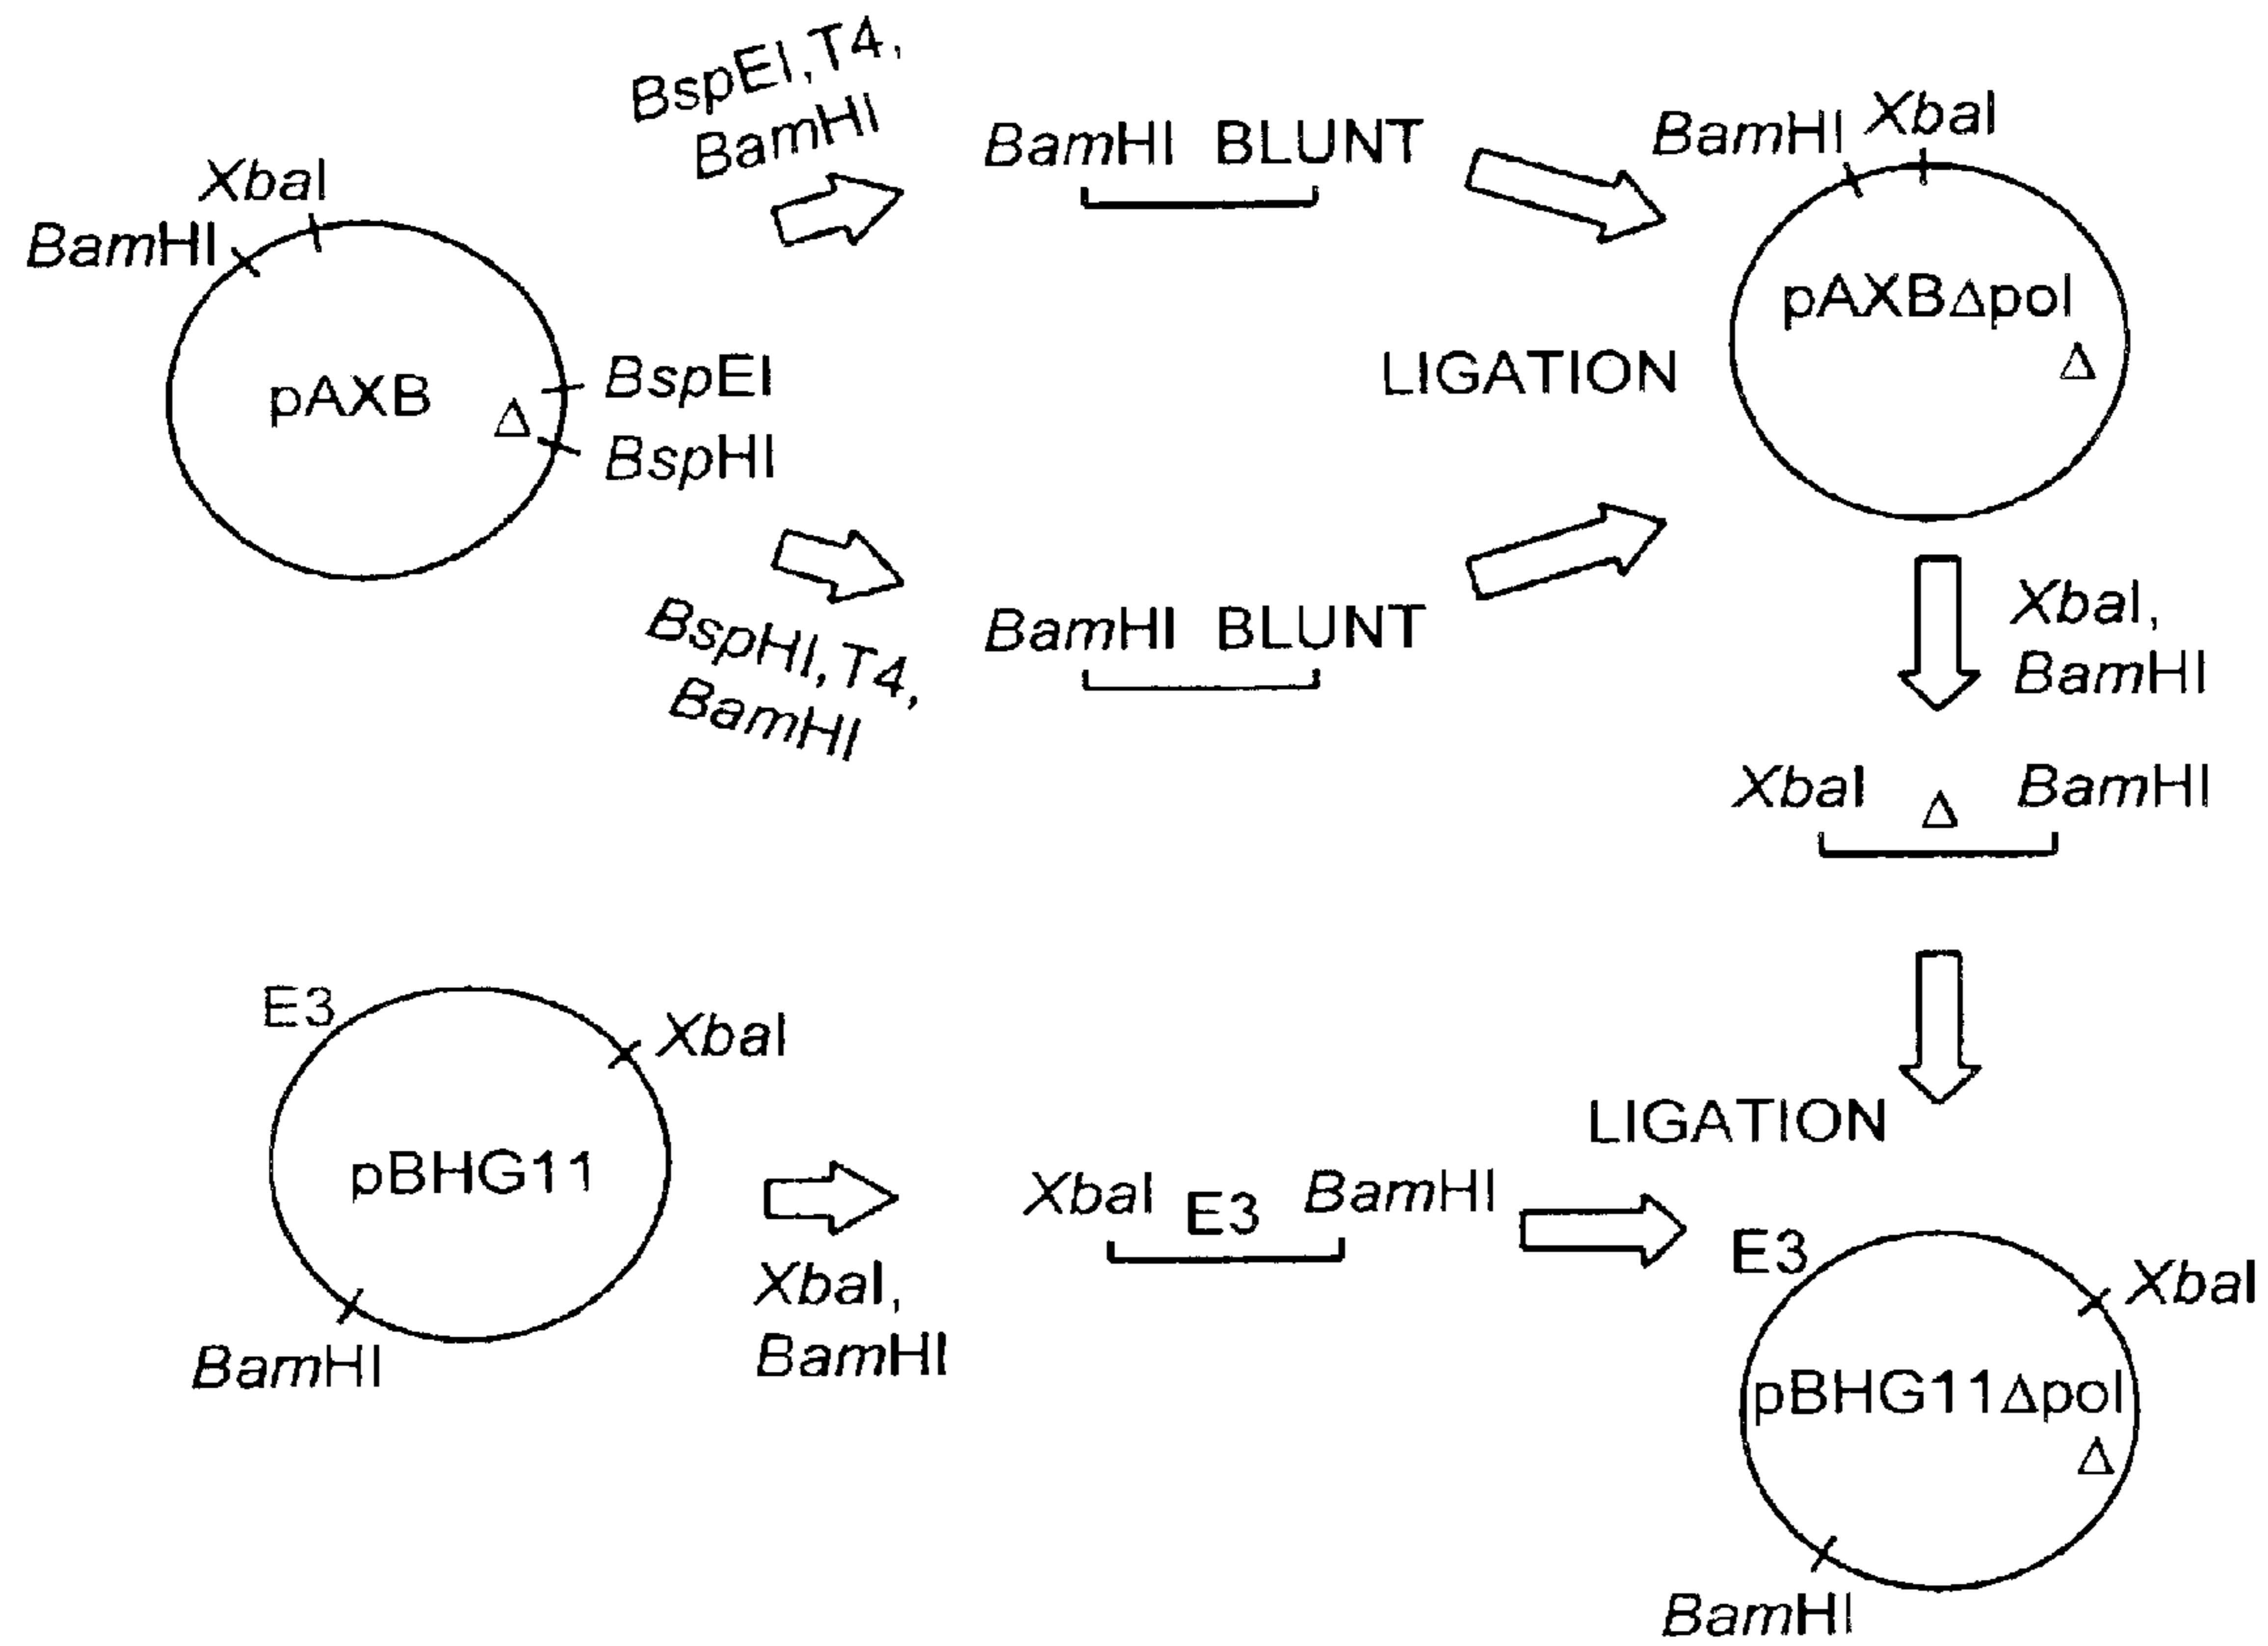 BspEI, T4,
BamHI
BamHI BLUNT
BamHI XbaI
XbaI
BamHI
pAXB
Δ
BspEI
BspHI
LIGATION
pAXBΔpol
Δ
BspHI, T4,
BamHI
BamHI BLUNT
XbaI,
BamHI
XbaI Δ BamHI
E3
XbaI
pBHG11
BamHI
XbaI,
BamHI
XbaI E3 BamHI
LIGATION
E3
XbaI
pBHG11Δpol
Δ
BamHI